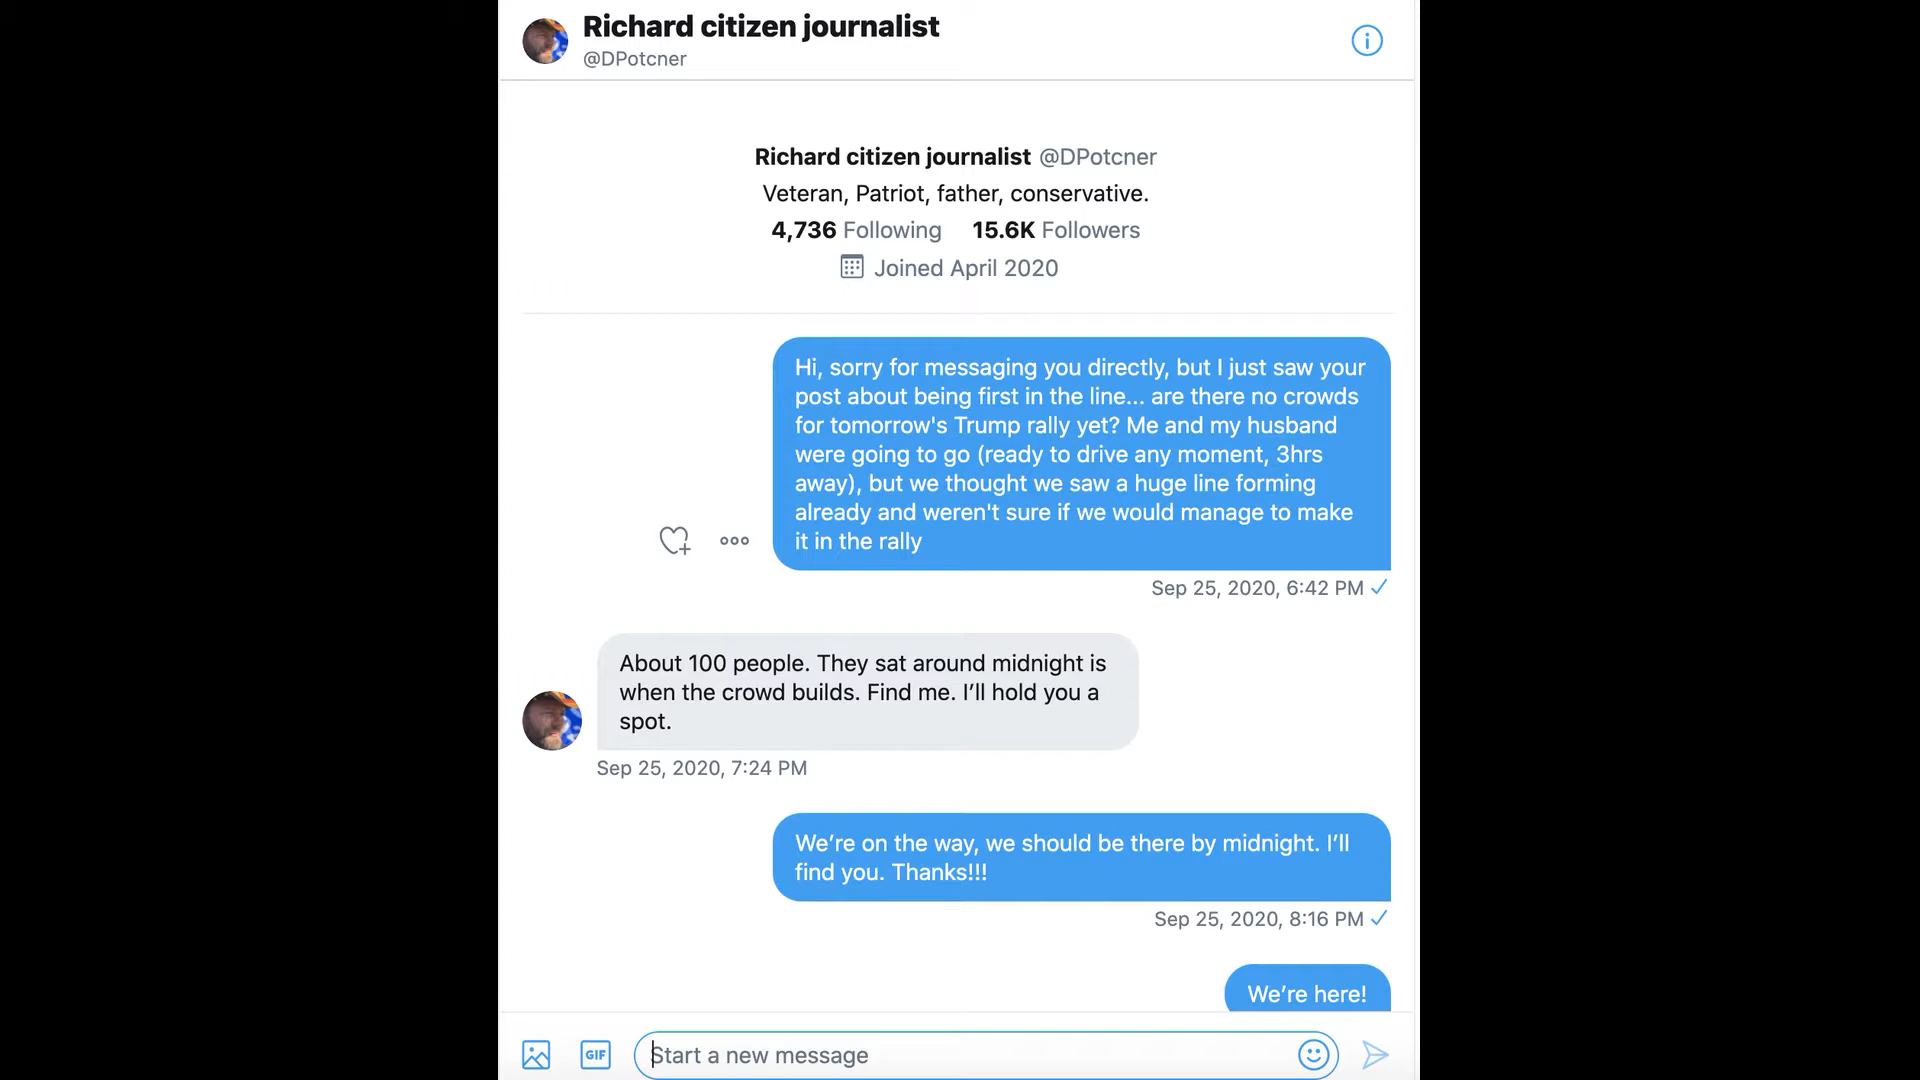 Richard citizen journalist
@DPotcner
Richard citizen journalist @DPotcner
Veteran, Patriot, father, conservative.
4,736 Following 15.6K Followers
Joined April 2020
Hi, sorry for messaging you directly, but I just saw your
post about being first in the line... are there no crowds
for tomorrow's Trump rally yet? Me and my husband
were going to go (ready to drive any moment, 3hrs
away), but we thought we saw a huge line forming
already and weren't sure if we would manage to make
it in the rally
Sep 25, 2020, 6:42 PM
About 100 people. They sat around midnight is
when the crowd builds. Find me. I’ll hold you a
spot.
Sep 25, 2020, 7:24 PM
We’re on the way, we should be there by midnight. I’ll
find you. Thanks!!!
Sep 25, 2020, 8:16 PM
We’re here!
GIF
Start a new message